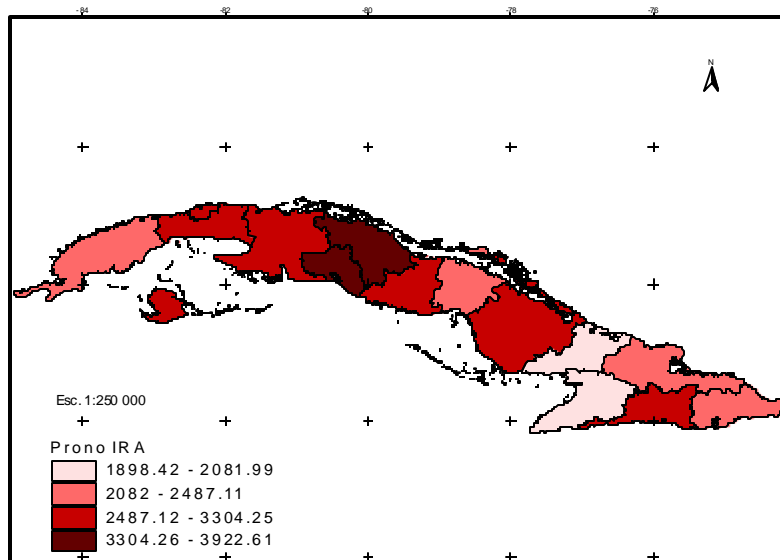 -84 -82 -80 -78 -78
N
Esc. 1:250 000
Prono IRA
1898.42 - 2081.99
2082 - 2487.11
2487.12 - 3304.25
3304.26 - 3922.61